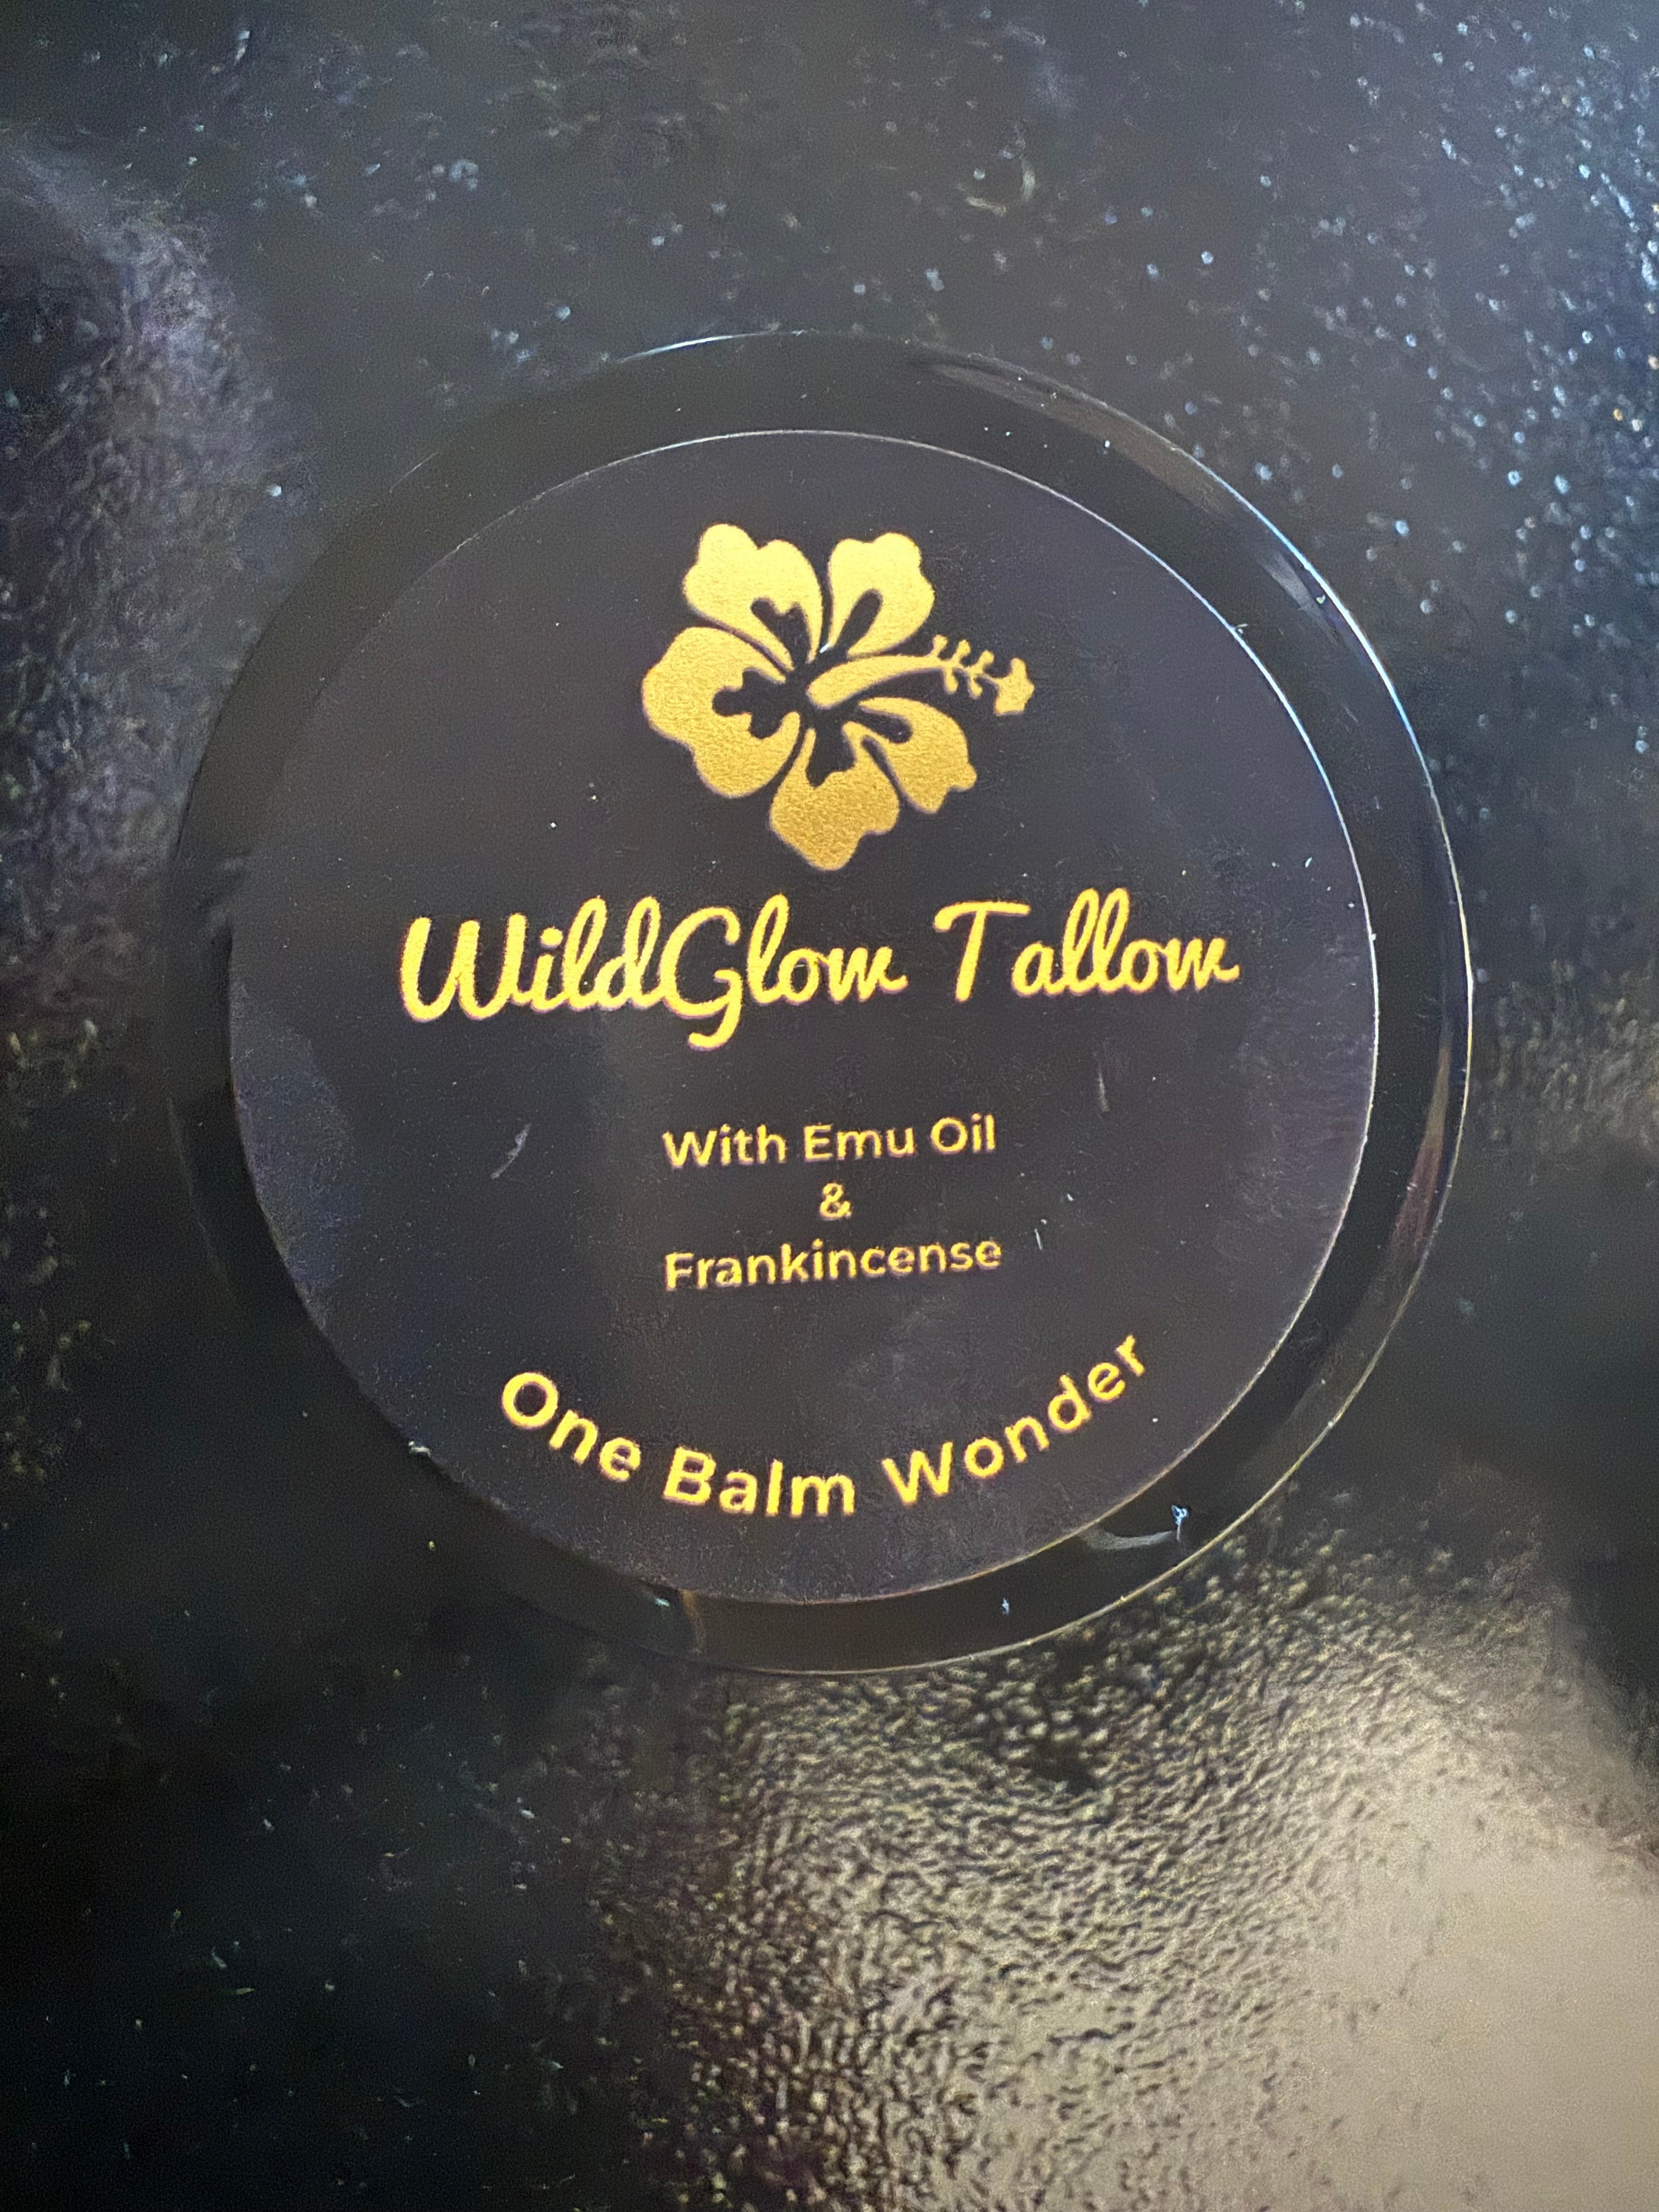 WildGlow Tallow
With Emu Oil
&
Frankincense
One Balm Wonder